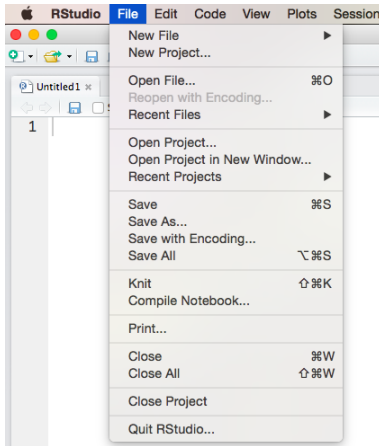 RStudio File Edit Code View Plots Session
Untitled1 ×
1
New File ▶
New Project...
Open File... ⌘O
Reopen with Encoding...
Recent Files ▶
Open Project...
Open Project in New Window...
Recent Projects ▶
Save ⌘S
Save As...
Save with Encoding...
Save All ⌥⌘S
Knit ⇧⌘K
Compile Notebook...
Print...
Close ⌘W
Close All ⇧⌘W
Close Project
Quit RStudio...